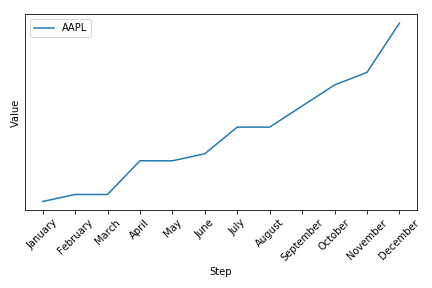 AAPL
Value
January
February
March
April
May
June
July
August
September
October
November
December
Step